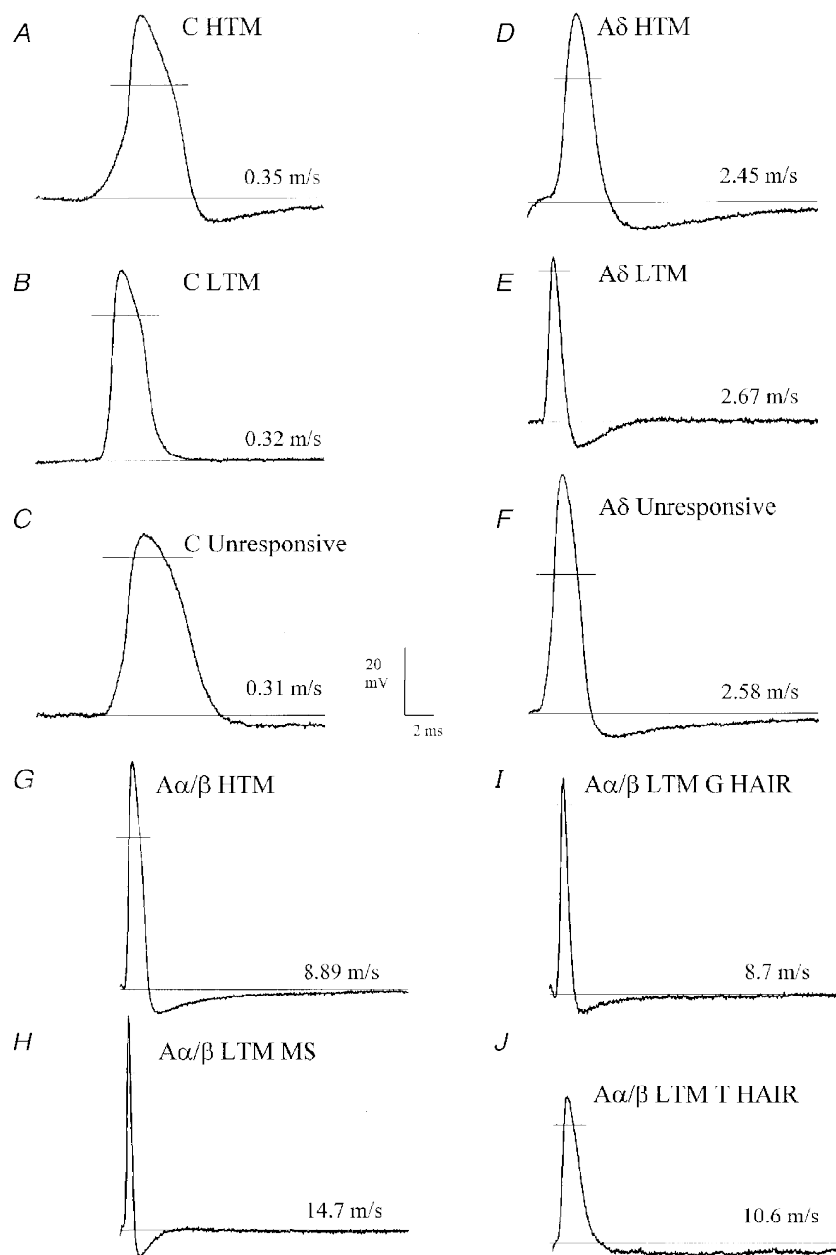 A
C HTM
0.35 m/s
D
Aδ HTM
2.45 m/s
B
C LTM
0.32 m/s
E
Aδ LTM
2.67 m/s
C
C Unresponsive
0.31 m/s
20
mV
2 ms
F
Aδ Unresponsive
2.58 m/s
G
Aα/β HTM
8.89 m/s
I
Aα/β LTM G HAIR
8.7 m/s
H
Aα/β LTM MS
14.7 m/s
J
Aα/β LTM T HAIR
10.6 m/s